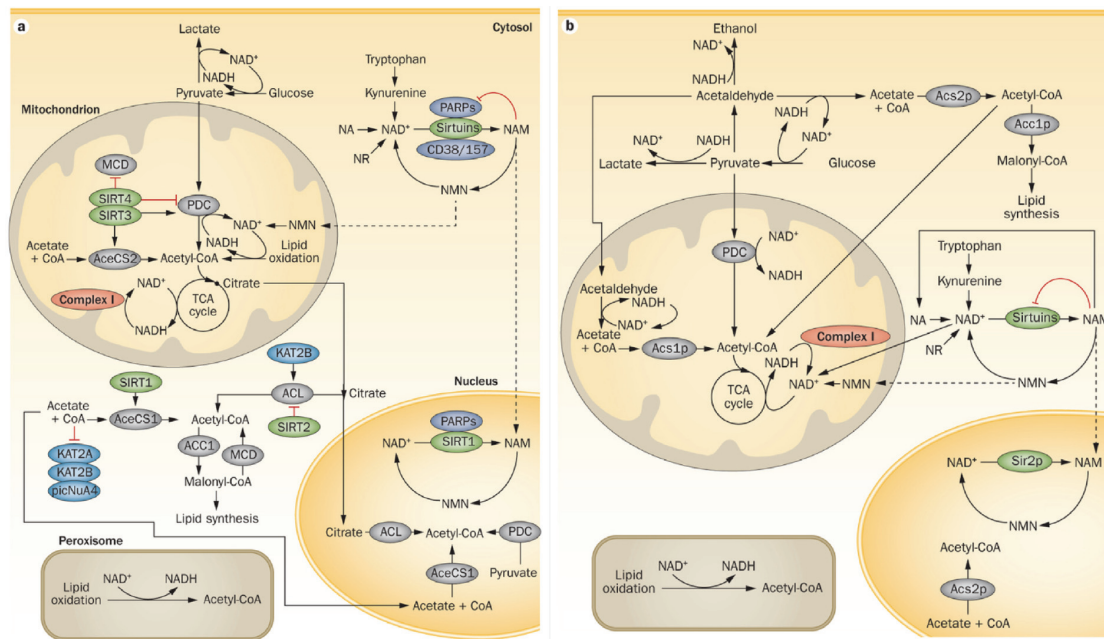 a
Cytosol
Lactate
NAD⁺
NADH
Pyruvate
Glucose
Tryptophan
Kynurenine
NA
NAD⁺
NR
PARPs
Sirtuins
CD38/157
NAM
NMN
Mitochondrion
MCD
SIRT4
SIRT3
PDC
NAD⁺
NADH
NMN
Lipid
oxidation
Acetate
+ CoA
AceCS2
Acetyl-CoA
Citrate
Complex I
NAD⁺
NADH
TCA
cycle
KAT2B
SIRT1
ACL
Citrate
SIRT2
Acetate
+ CoA
AceCS1
Acetyl-CoA
KAT2A
KAT2B
picNuA4
ACC1
MCD
Malonyl-CoA
Lipid synthesis
Nucleus
PARPs
NAD⁺
SIRT1
NAM
NMN
Citrate
ACL
Acetyl-CoA
PDC
Pyruvate
AceCS1
Acetate + CoA
Peroxisome
Lipid
oxidation
NAD⁺
NADH
Acetyl-CoA
b
Ethanol
NAD⁺
NADH
Acetaldehyde
Acetate
+ CoA
Acs2p
Acetyl-CoA
Acc1p
Malonyl-CoA
Lipid
synthesis
NADH
NAD⁺
NAD⁺
NADH
Lactate
Pyruvate
Glucose
PDC
NAD⁺
NADH
Acetaldehyde
NADH
NAD⁺
Acetate
+ CoA
Acs1p
Acetyl-CoA
NADH
Complex I
TCA
cycle
NAD⁺
NMN
Tryptophan
Kynurenine
NA
NAD⁺
NR
Sirtuins
NAM
NMN
NAD⁺
Sir2p
NAM
NMN
Acetyl-CoA
Acs2p
Acetate + CoA
Lipid
oxidation
NAD⁺
NADH
Acetyl-CoA